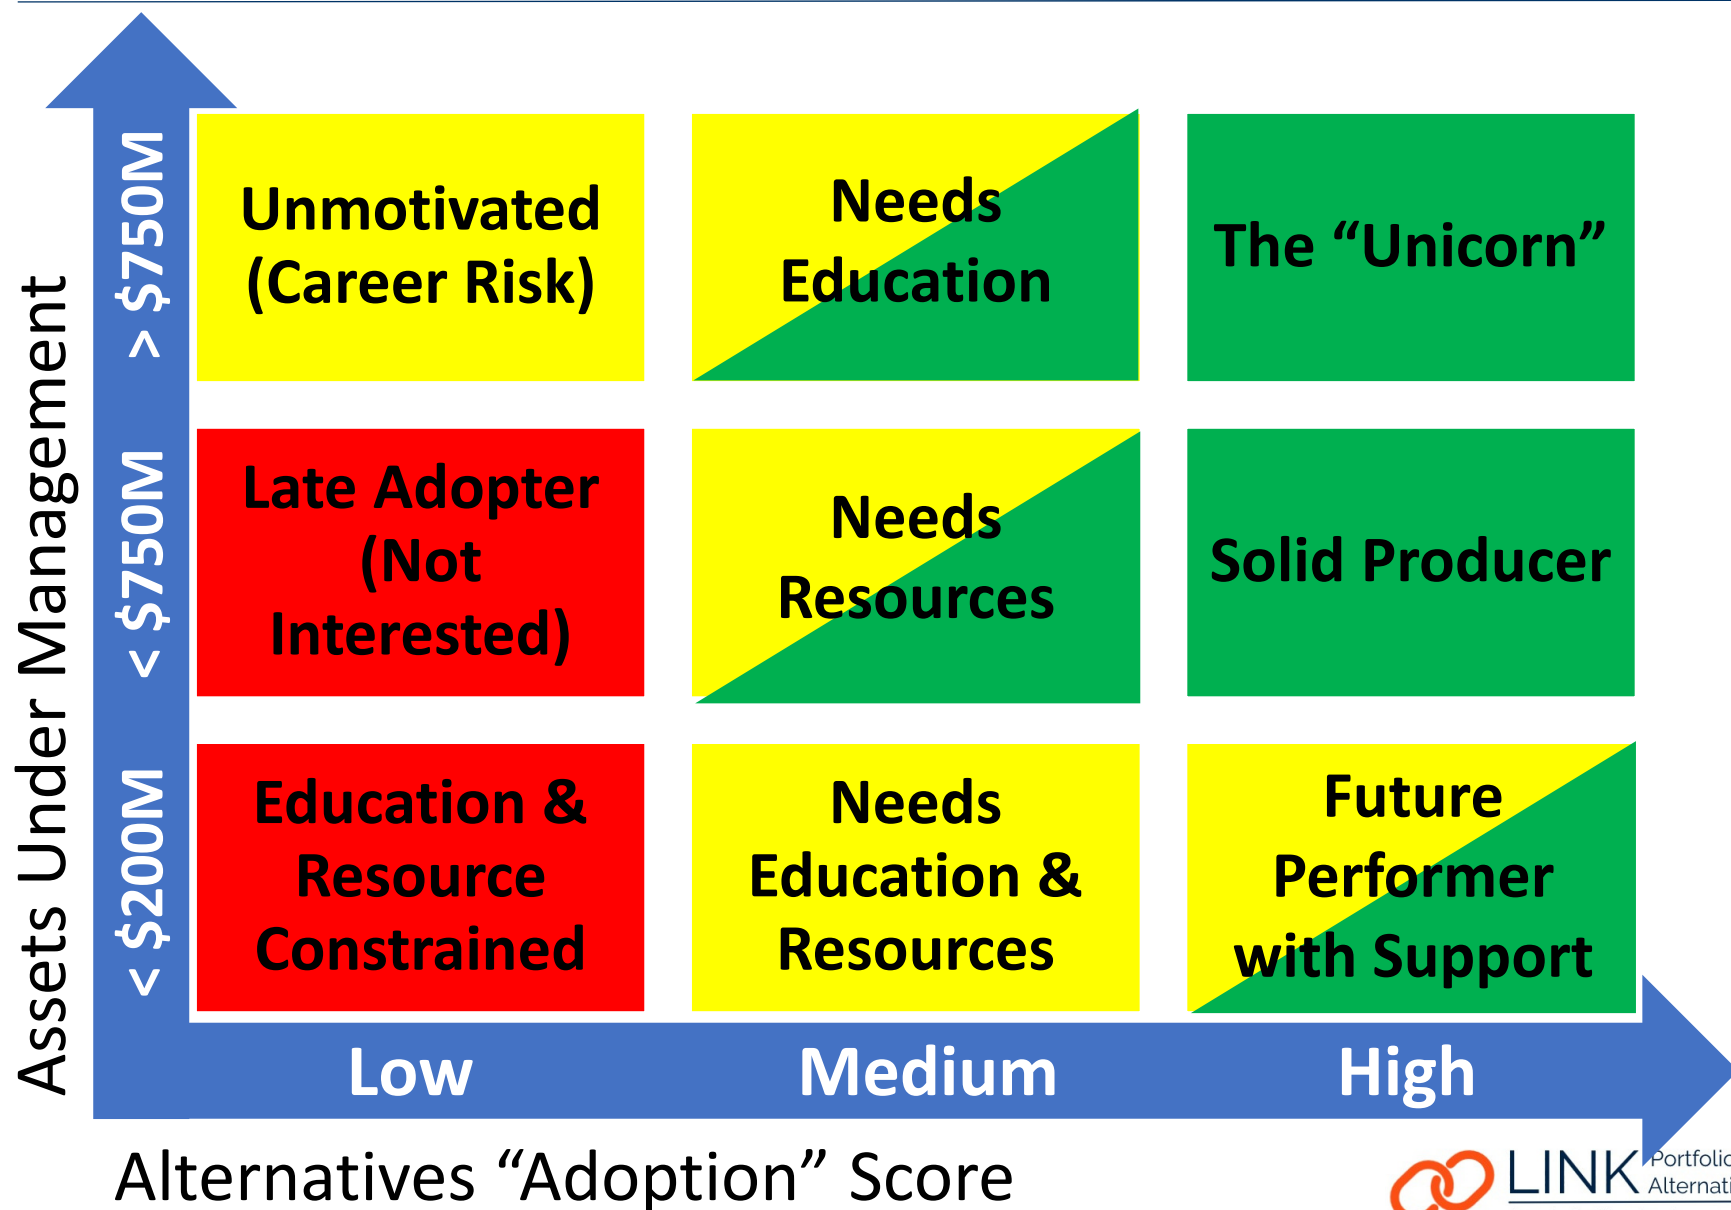 Assets Under Management
> $750M
< $750M
< $200M
Unmotivated
(Career Risk)
Needs
Education
The “Unicorn”
Late Adopter
(Not
Interested)
Needs
Resources
Solid Producer
Education &
Resource
Constrained
Needs
Education &
Resources
Future
Performer
with Support
Low
Medium
High
Alternatives “Adoption” Score
LINK